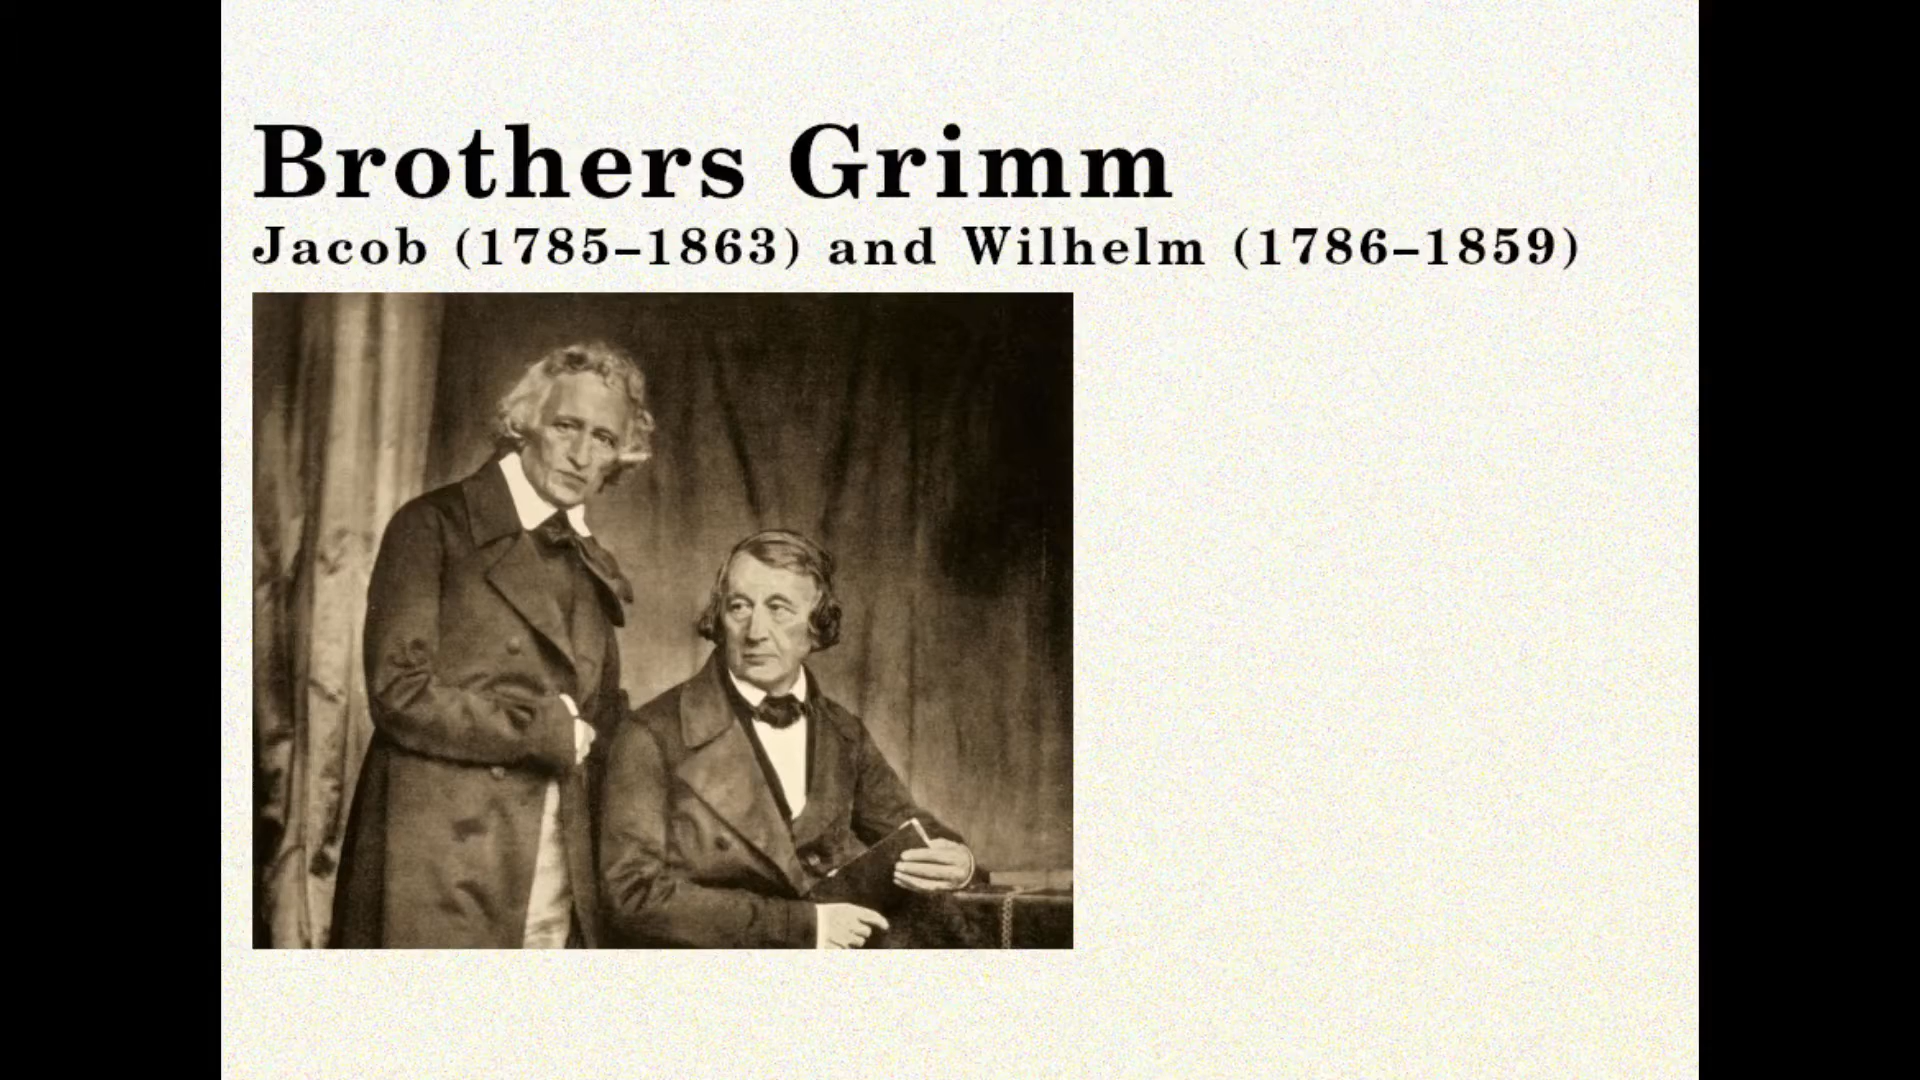 Brothers Grimm
Jacob (1785–1863) and Wilhelm (1786–1859)